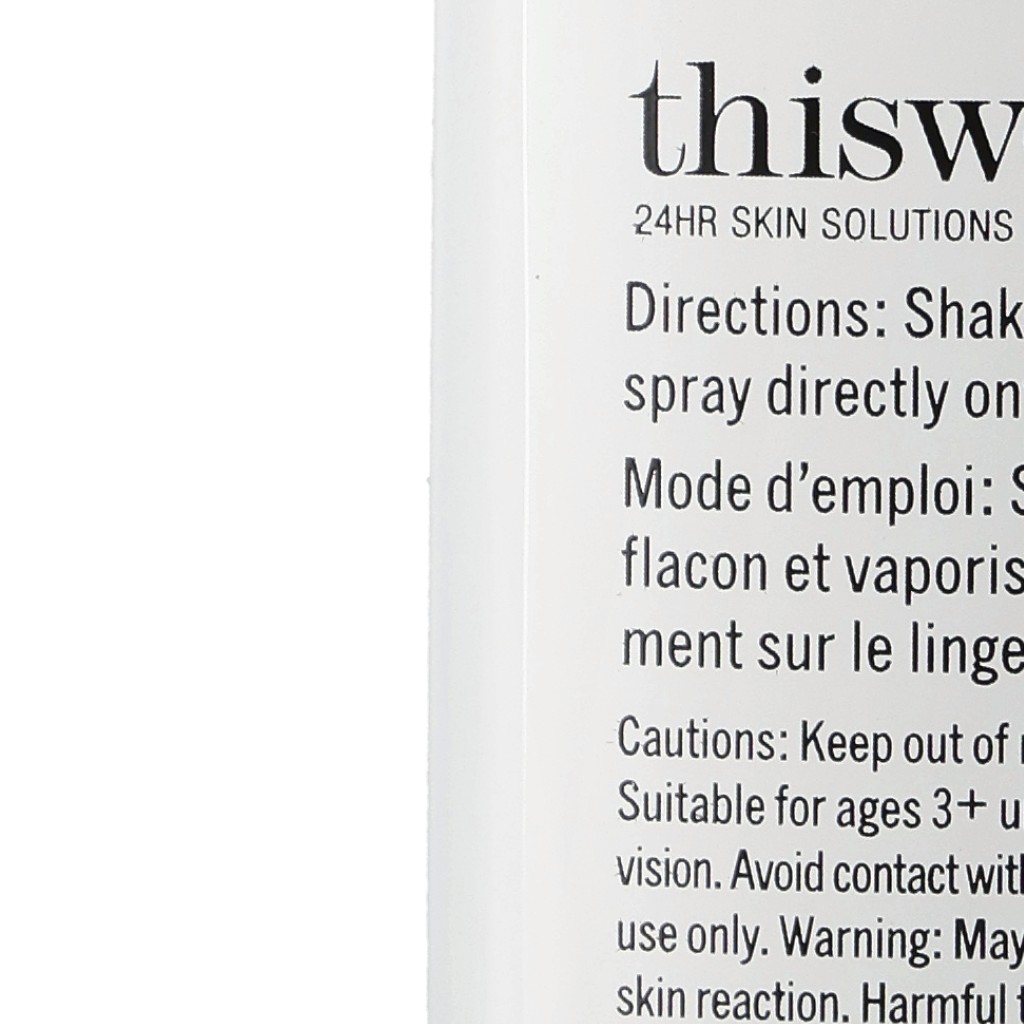 thisw
24HR SKIN SOLUTIONS
Directions: Shak
spray directly on
Mode d’emploi: S
flacon et vaporis
ment sur le linge
Cautions: Keep out of
Suitable for ages 3+ u
vision. Avoid contact with
use only. Warning: May
skin reaction. Harmful t